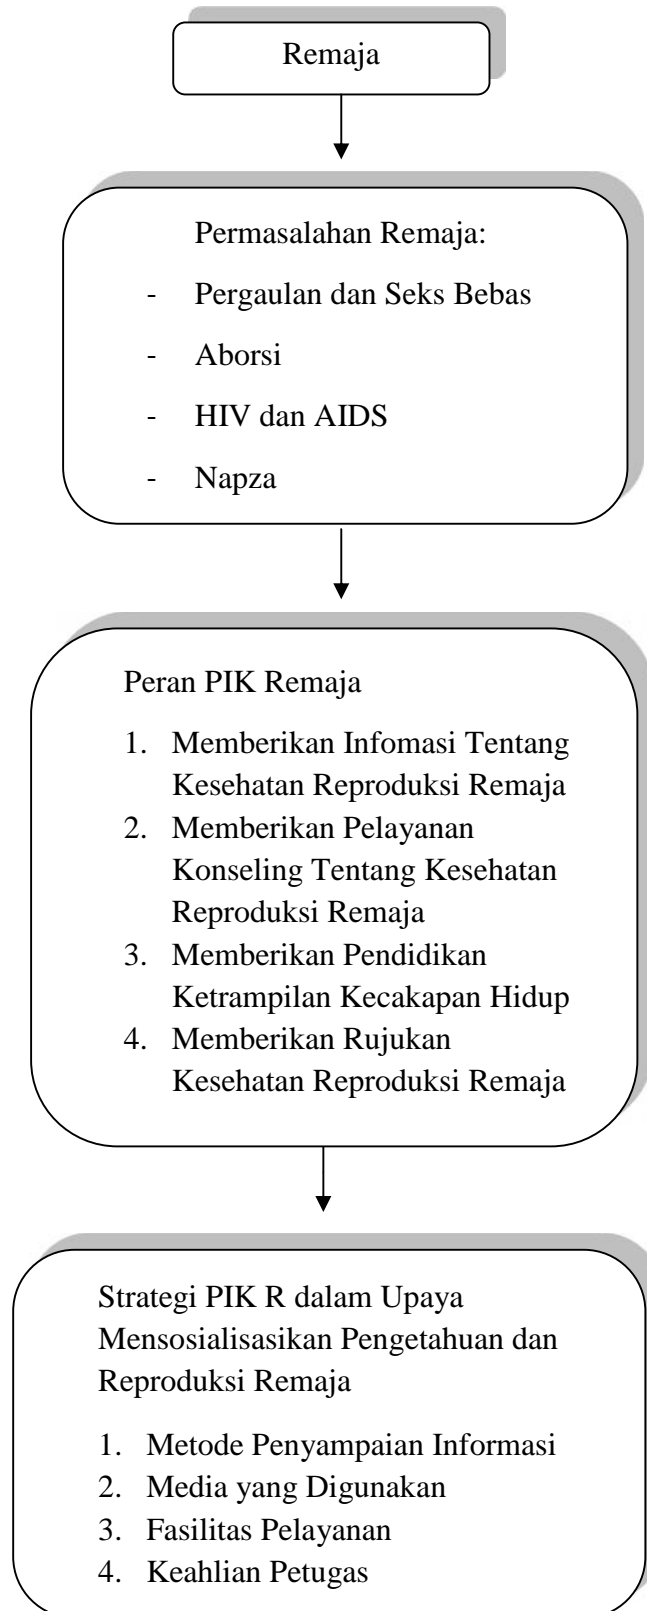 Remaja
Permasalahan Remaja:
- Pergaulan dan Seks Bebas
- Aborsi
- HIV dan AIDS
- Napza
Peran PIK Remaja
1. Memberikan Infomasi Tentang
Kesehatan Reproduksi Remaja
2. Memberikan Pelayanan
Konseling Tentang Kesehatan
Reproduksi Remaja
3. Memberikan Pendidikan
Ketrampilan Kecakapan Hidup
4. Memberikan Rujukan
Kesehatan Reproduksi Remaja
Strategi PIK R dalam Upaya
Mensosialisasikan Pengetahuan dan
Reproduksi Remaja
1. Metode Penyampaian Informasi
2. Media yang Digunakan
3. Fasilitas Pelayanan
4. Keahlian Petugas